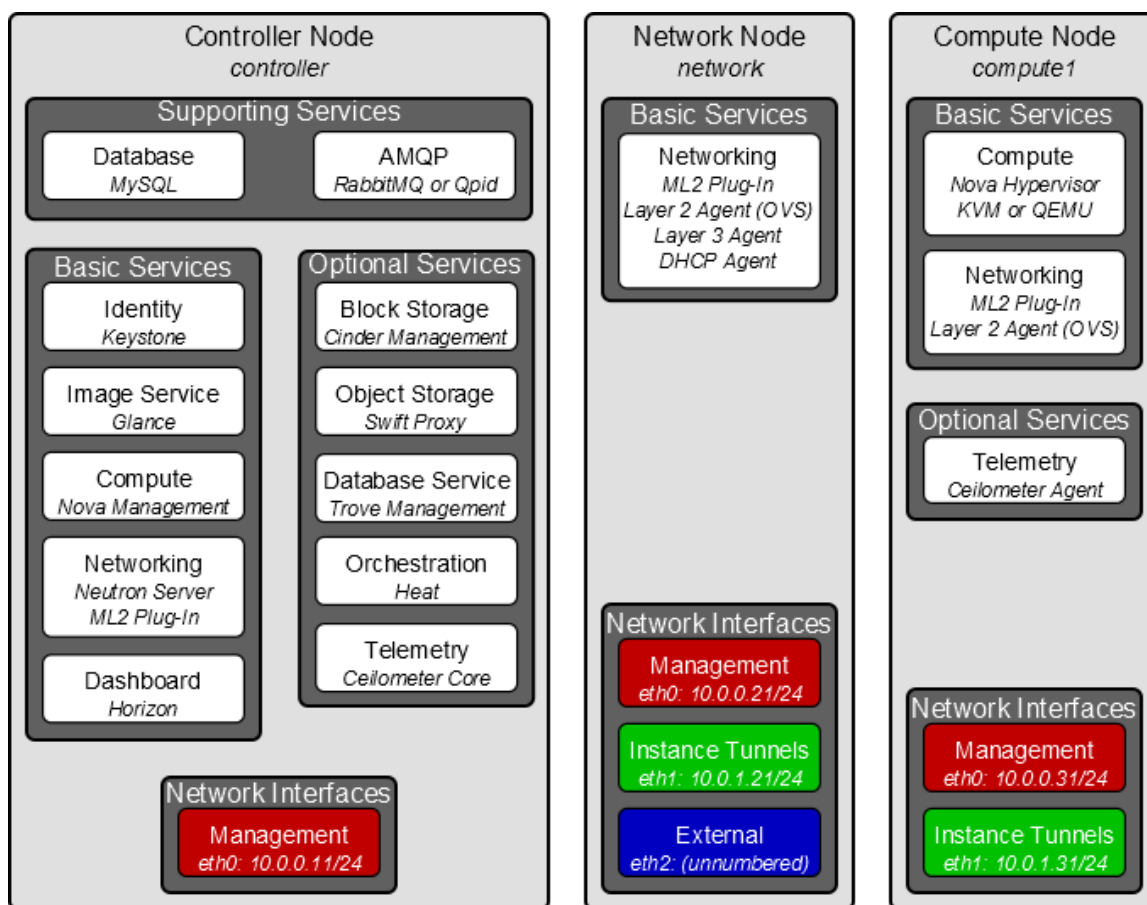 Controller Node
controller
Supporting Services
Database
MySQL
AMQP
RabbitMQ or Qpid
Basic Services
Identity
Keystone
Image Service
Glance
Compute
Nova Management
Networking
Neutron Server
ML2 Plug-In
Dashboard
Horizon
Optional Services
Block Storage
Cinder Management
Object Storage
Swift Proxy
Database Service
Trove Management
Orchestration
Heat
Telemetry
Ceilometer Core
Network Interfaces
Management
eth0: 10.0.0.11/24
Network Node
network
Basic Services
Networking
ML2 Plug-In
Layer 2 Agent (OVS)
Layer 3 Agent
DHCP Agent
Network Interfaces
Management
eth0: 10.0.0.21/24
Instance Tunnels
eth1: 10.0.1.21/24
External
eth2: (unnumbered)
Compute Node
compute1
Basic Services
Compute
Nova Hypervisor
KVM or QEMU
Networking
ML2 Plug-In
Layer 2 Agent (OVS)
Optional Services
Telemetry
Ceilometer Agent
Network Interfaces
Management
eth0: 10.0.0.31/24
Instance Tunnels
eth1: 10.0.1.31/24